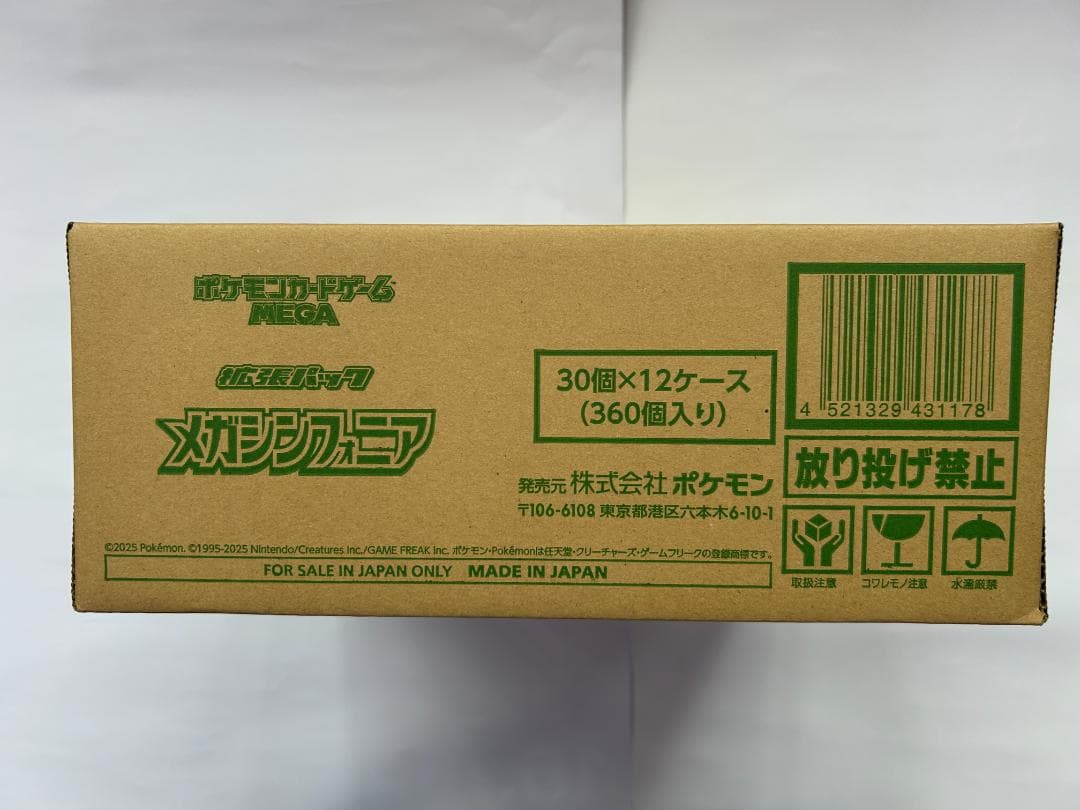 ポケモンカードゲーム
MEGA
拡張パック
メガシンフォニア
30個×12ケース
(360個入り)
4 521329 431178
放り投げ禁止
発売元 株式会社 ポケモン
〒106-6108 東京都港区六本木6-10-1
取扱注意 コワレモノ注意 水濡厳禁
©2025 Pokémon. ©1995-2025 Nintendo/Creatures Inc./GAME FREAK inc. ポケモン・Pokémonは任天堂・クリーチャーズ・ゲームフリークの登録商標です。
FOR SALE IN JAPAN ONLY MADE IN JAPAN